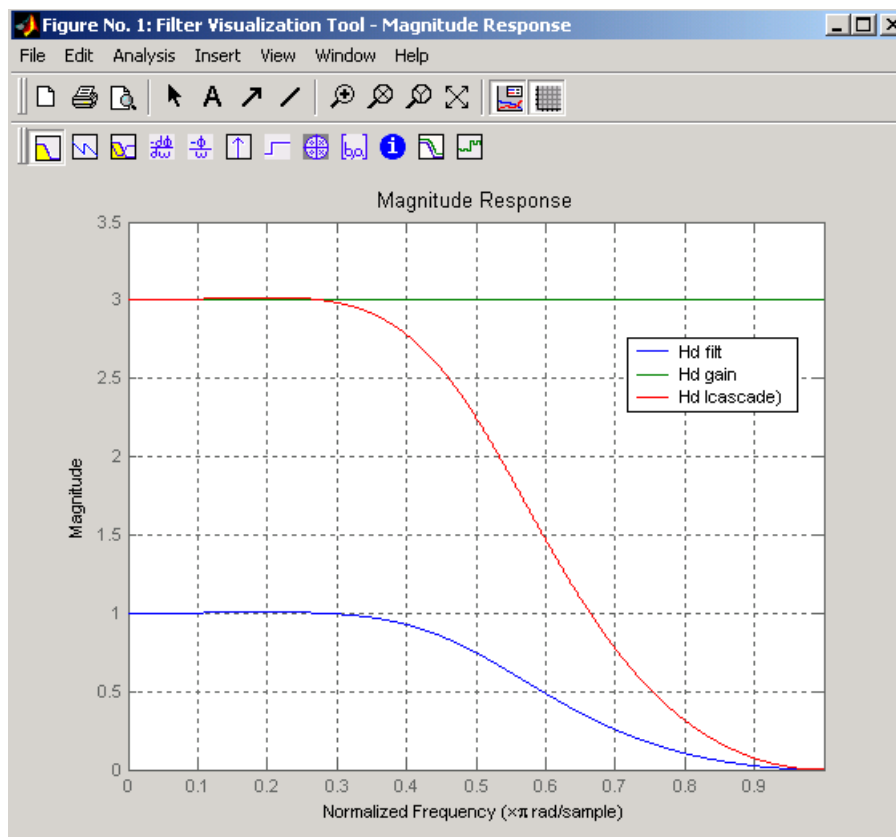 Figure No. 1: Filter Visualization Tool - Magnitude Response
File Edit Analysis Insert View Window Help
A
Magnitude Response
3.5
3
2.5
2
1.5
1
0.5
0
Magnitude
Hd filt
Hd gain
Hd lcascade)
0 0.1 0.2 0.3 0.4 0.5 0.6 0.7 0.8 0.9
Normalized Frequency (×π rad/sample)